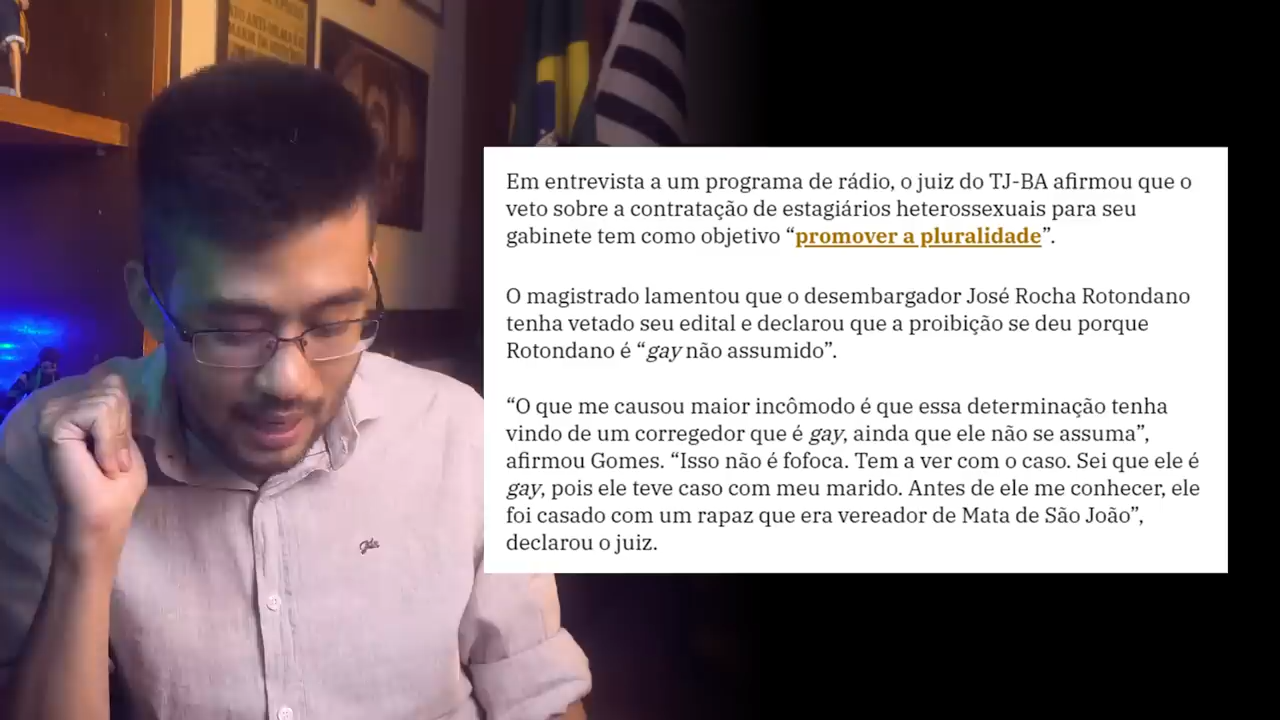 Em entrevista a um programa de rádio, o juiz do TJ-BA afirmou que o
veto sobre a contratação de estagiários heterossexuais para seu
gabinete tem como objetivo “promover a pluralidade”.
O magistrado lamentou que o desembargador José Rocha Rotondano
tenha vetado seu edital e declarou que a proibição se deu porque
Rotondano é “gay não assumido”.
“O que me causou maior incômodo é que essa determinação tenha
vindo de um corregedor que é gay, ainda que ele não se assuma”,
afirmou Gomes. “Isso não é fofoca. Tem a ver com o caso. Sei que ele é
gay, pois ele teve caso com meu marido. Antes de ele me conhecer, ele
foi casado com um rapaz que era vereador de Mata de São João”,
declarou o juiz.